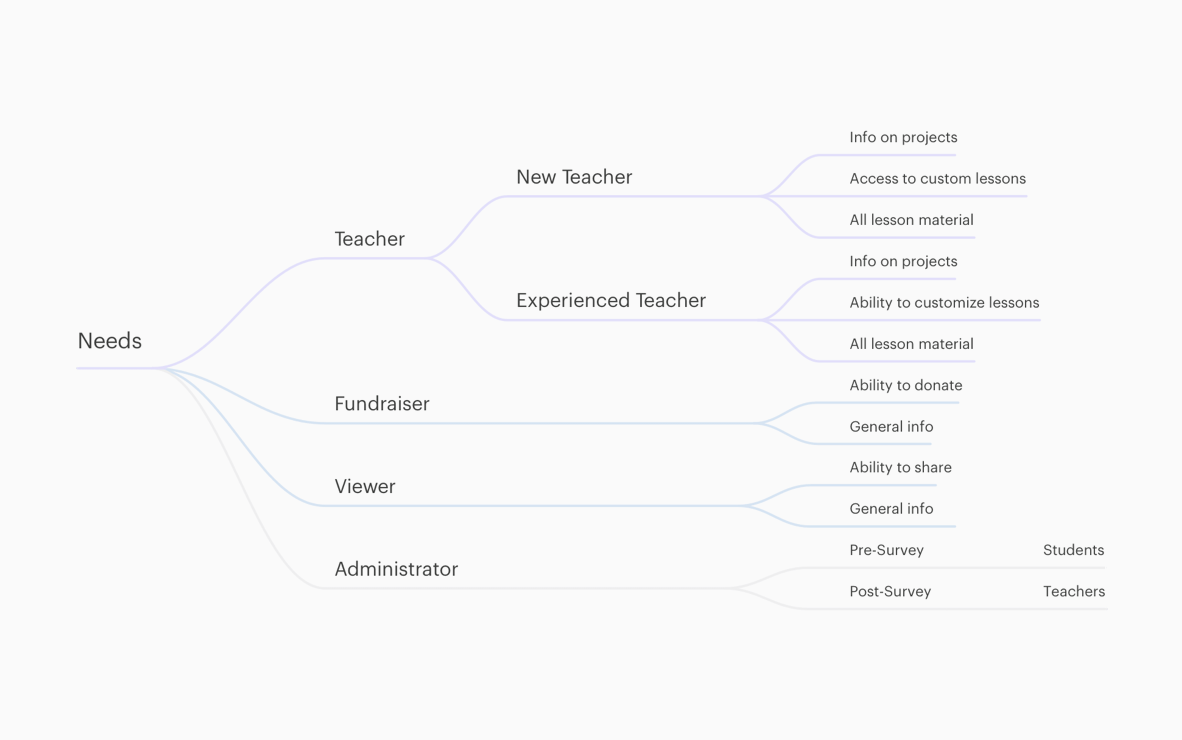 Needs
Teacher
New Teacher
Info on projects
Access to custom lessons
All lesson material
Experienced Teacher
Info on projects
Ability to customize lessons
All lesson material
Fundraiser
Ability to donate
General info
Viewer
Ability to share
General info
Administrator
Pre-Survey Students
Post-Survey Teachers